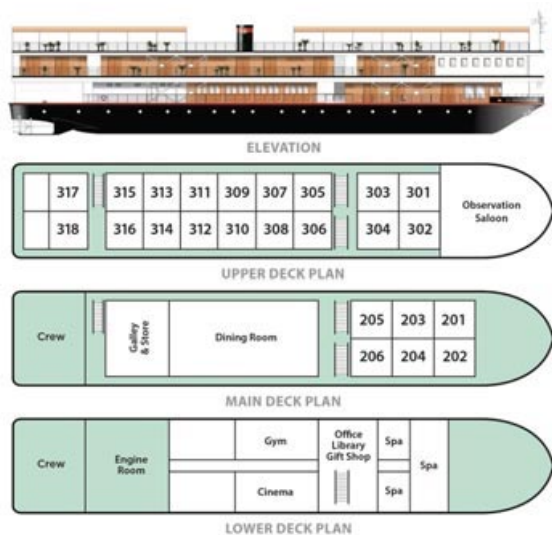 ELEVATION
317 315 313 311 309 307 305 303 301
318 316 314 312 310 308 306 304 302
Observation
Saloon
UPPER DECK PLAN
Crew
Galley
& Store
Dining Room
205 203 201
206 204 202
MAIN DECK PLAN
Crew
Engine
Room
Gym
Cinema
Office
Library
Gift Shop
Spa
Spa
Spa
LOWER DECK PLAN